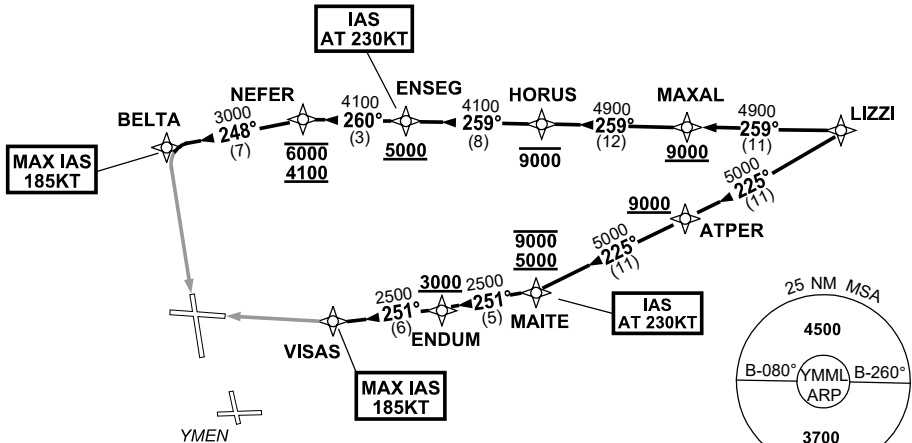 IAS
AT 230KT
NEFER
ENSEG
HORUS
MAXAL
LIZZI
BELTA
3000
248°
(7)
4100
260°
(3)
4100
259°
(8)
4900
259°
(12)
4900
259°
(11)
MAX IAS
185KT
6000
4100
5000
9000
9000
5000
225°
(11)
9000
ATPER
9000
5000
5000
225°
(11)
3000
2500
251°
(6)
2500
251°
(5)
MAITE
IAS
AT 230KT
VISAS
ENDUM
MAX IAS
185KT
YMEN
25 NM MSA
4500
B-080°
YMML
ARP
B-260°
3700